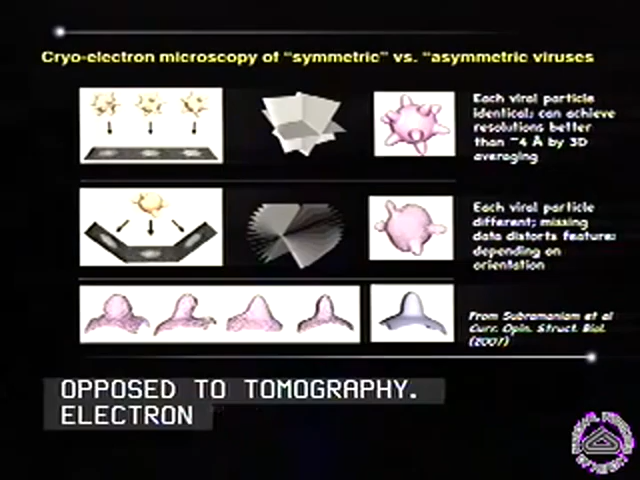 Cryo-electron microscopy of "symmetric" vs. "asymmetric viruses
Each viral particle
identical; can achieve
resolutions better
than ~4 Å by 3D
averaging
Each viral particle
different; missing
data distorts features
depending on
orientation
From Subramaniam et al
Curr. Opin. Struct. Biol.
(2007)
OPPOSED TO TOMOGRAPHY.
ELECTRON